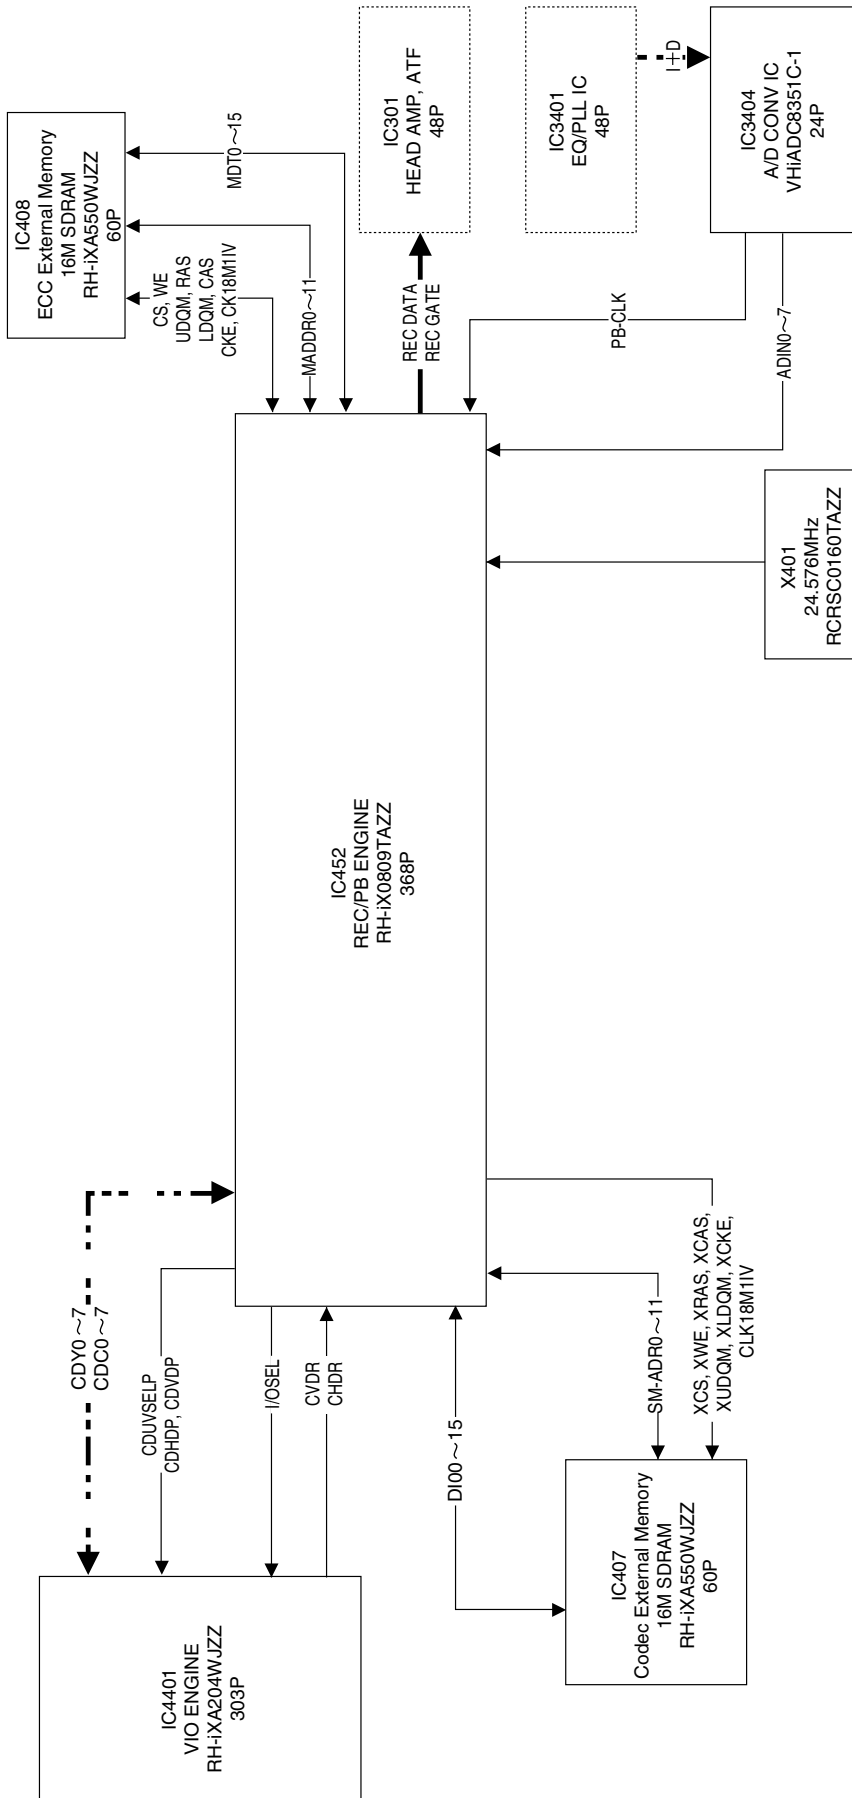 IC4401
VIO ENGINE
RH-iXA204WJZZ
303P
CDY0～7
CDC0～7
CDUVSELP
CDHDP, CDVDP
I/OSEL
CVDR
CHDR
DI00～15
IC407
Codec External Memory
16M SDRAM
RH-iXA550WJZZ
60P
SM-ADR0～11
XCS, XWE, XRAS, XCAS,
XUDQM, XLDQM, XCKE,
CLK18M1IV
IC452
REC/PB ENGINE
RH-iX0809TAZZ
368P
IC408
ECC External Memory
16M SDRAM
RH-iXA550WJZZ
60P
CS, WE
UDQM, RAS
LDQM, CAS
CKE, CK18M1IV
MADDR0～11
MDT0～15
REC DATA
REC GATE
IC301
HEAD AMP, ATF
48P
IC3401
EQ/PLL IC
48P
I+D
IC3404
A/D CONV IC
VHiADC8351C-1
24P
PB-CLK
ADIN0～7
X401
24.576MHz
RCRSC0160TAZZ